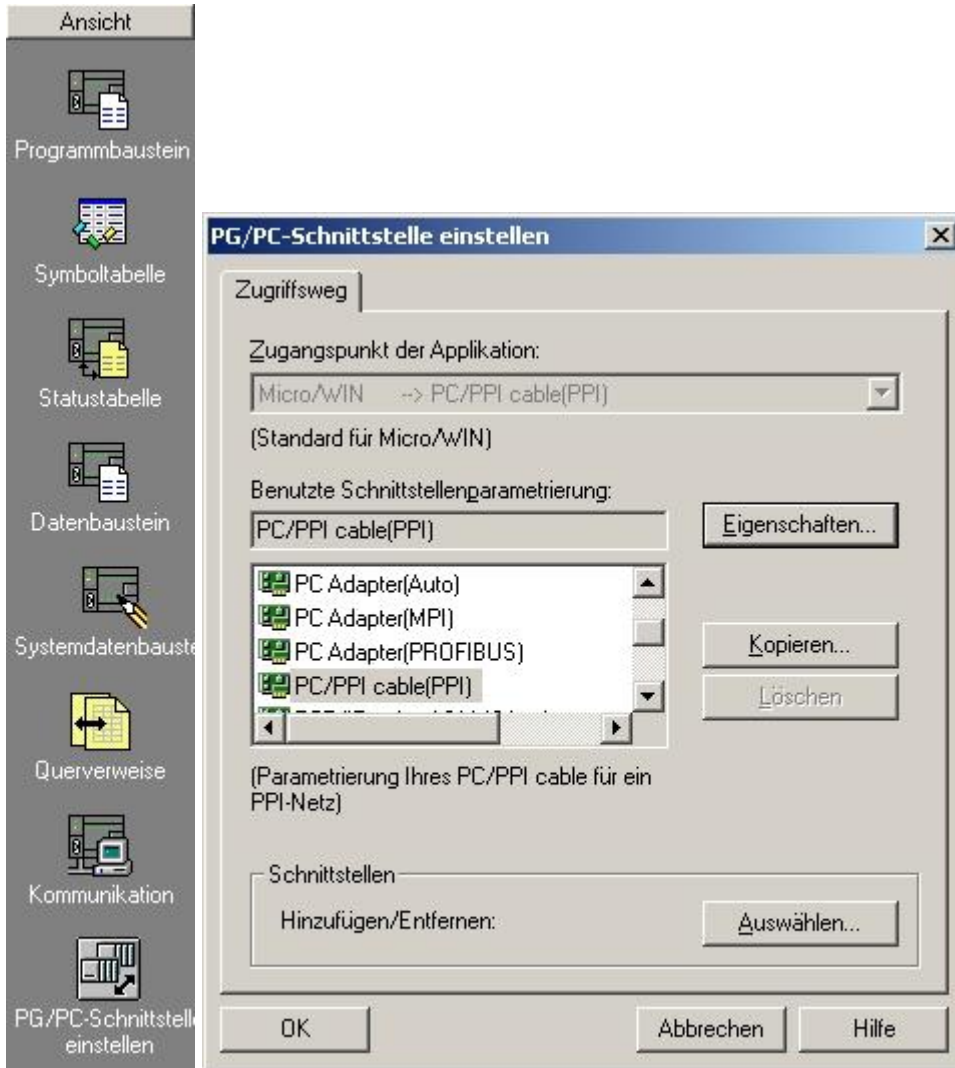 Ansicht
Programmbaustein
Symboltabelle
Statustabelle
Datenbaustein
Systemdatenbauste
Querverweise
Kommunikation
PG/PC-Schnittstell
einstellen
PG/PC-Schnittstelle einstellen
Zugriffsweg
Zugangspunkt der Applikation:
Micro/WIN --> PC/PPI cable(PPI)
(Standard für Micro/WIN)
Benutzte Schnittstellenparametrierung:
PC/PPI cable(PPI)
Eigenschaften...
PC Adapter(Auto)
PC Adapter(MPI)
PC Adapter(PROFIBUS)
PC/PPI cable(PPI)
Kopieren...
Löschen
(Parametrierung Ihres PC/PPI cable für ein
PPI-Netz)
Schnittstellen
Hinzufügen/Entfernen:
Auswählen...
OK
Abbrechen
Hilfe